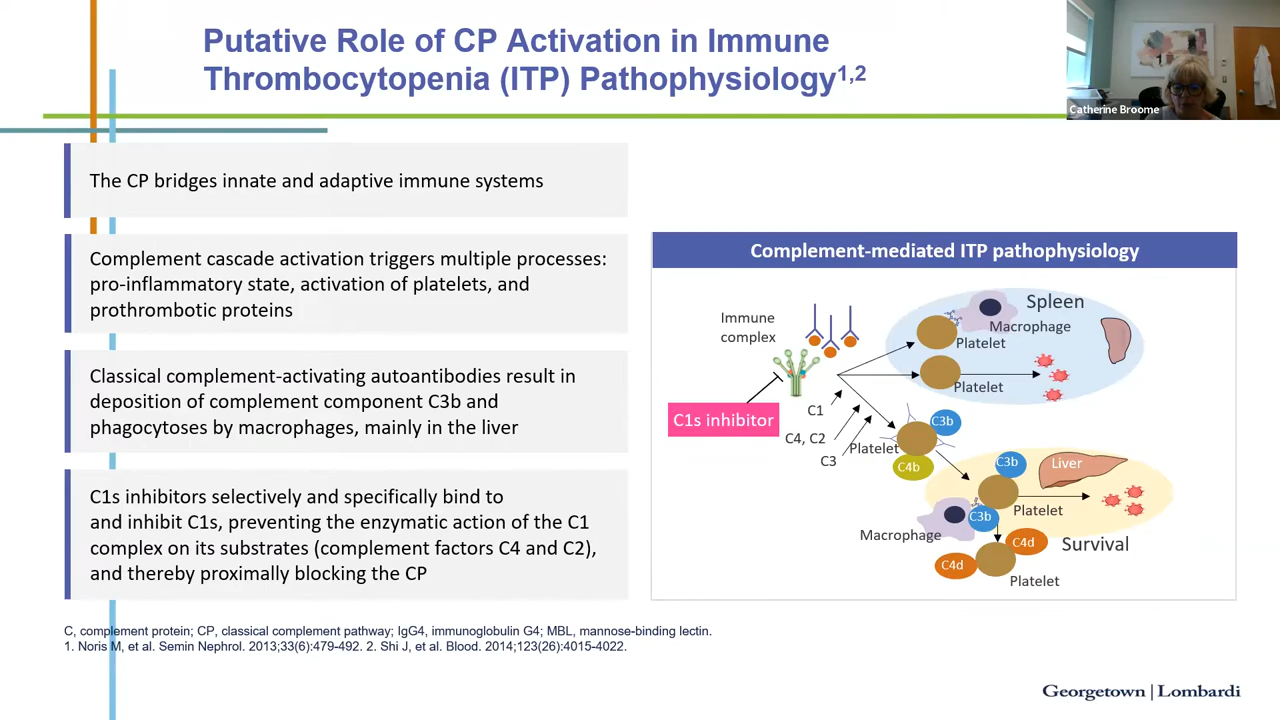 Putative Role of CP Activation in Immune
Thrombocytopenia (ITP) Pathophysiology1,2
Catherine Broome
The CP bridges innate and adaptive immune systems
Complement cascade activation triggers multiple processes:
pro-inflammatory state, activation of platelets, and
prothrombotic proteins
Classical complement-activating autoantibodies result in
deposition of complement component C3b and
phagocytoses by macrophages, mainly in the liver
C1s inhibitors selectively and specifically bind to
and inhibit C1s, preventing the enzymatic action of the C1
complex on its substrates (complement factors C4 and C2),
and thereby proximally blocking the CP
Complement-mediated ITP pathophysiology
Immune
complex
Spleen
Macrophage
Platelet
Platelet
C1s inhibitor
C1
C4, C2
C3
Platelet
C3b
C4b
C3b
Liver
Platelet
C3b
Macrophage
Survival
C4d
C4d
Platelet
C, complement protein; CP, classical complement pathway; IgG4, immunoglobulin G4; MBL, mannose-binding lectin.
1. Noris M, et al. Semin Nephrol. 2013;33(6):479-492. 2. Shi J, et al. Blood. 2014;123(26):4015-4022.
Georgetown | Lombardi